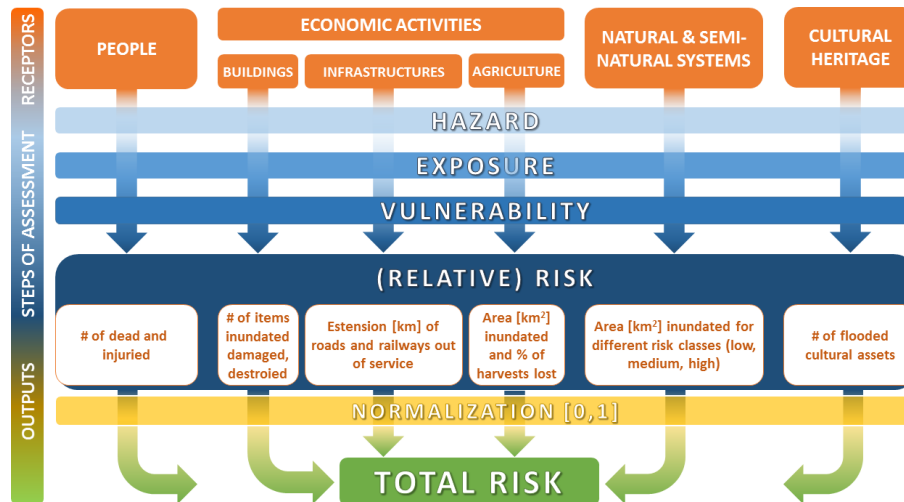 RECEPTORS
STEPS OF ASSESSMENT
OUTPUTS
PEOPLE
ECONOMIC ACTIVITIES
BUILDINGS
INFRASTRUCTURES
AGRICULTURE
NATURAL & SEMI-
NATURAL SYSTEMS
CULTURAL
HERITAGE
HAZARD
EXPOSURE
VULNERABILITY
(RELATIVE) RISK
# of dead and
injuried
# of items
inundated
damaged,
destroied
Estension [km] of
roads and railways out
of service
Area [km²]
inundated
and % of
harvests lost
Area [km²] inundated for
different risk classes (low,
medium, high)
# of flooded
cultural assets
NORMALIZATION [0,1]
TOTAL RISK